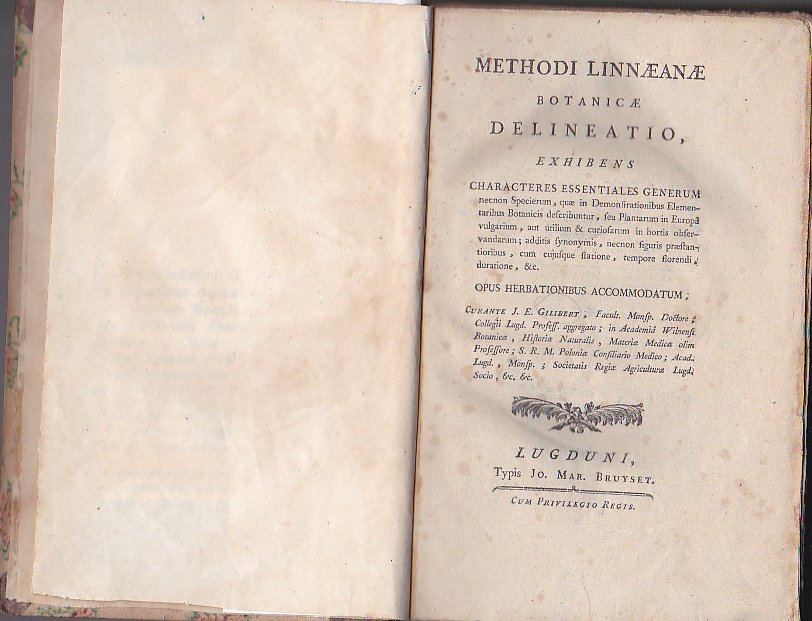 METHODI LINNÆANÆ
BOTANICÆ
DELINEATIO,
EXHIBENS
CHARACTERES ESSENTIALES GENERUM
necnon Specierum, quæ in Demonſtrationibus Elemen-
taribus Botanicis deſcribuntur, ſeu Plantarum in Europâ
vulgarium, aut utilium & curioſarum in hortis obſer-
vandarum; additis ſynonymis, necnon figuris præſtan-
tioribus, cum cujuſque ſtatione, tempore florendi,
duratione, &c.
OPUS HERBATIONIBUS ACCOMMODATUM;
CURANTE J. E. GILIBERT, Facult. Monſp. Doctore;
Collegii Lugd. Profeſſ. aggregato; in Academiâ Wilnenſi
Botanicæ, Hiſtoriæ Naturalis, Materiæ Medicæ olim
Profeſſore; S. R. M. Poloniæ Conſiliario Medico; Acad.
Lugd., Monſp.; Societatis Regiæ Agriculturæ Lugd.
Socio, &c. &c.
LUGDUNI,
Typis JO. MAR. BRUYSET.
CUM PRIVILEGIO REGIS.